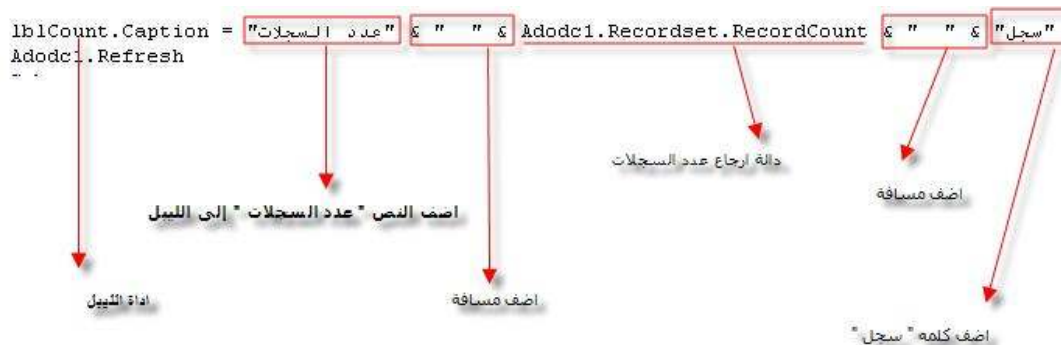 lblCount.Caption = "عدد السجلات" & " " & Adodc1.Recordset.RecordCount & " " & "سجل"
Adodc1.Refresh
دالة ارجاع عدد السجلات
اضف مسافة
اضف النص " عدد السجلات " إلى الليبل
اداة الليبل
اضف مسافة
اضف كلمه " سجل "